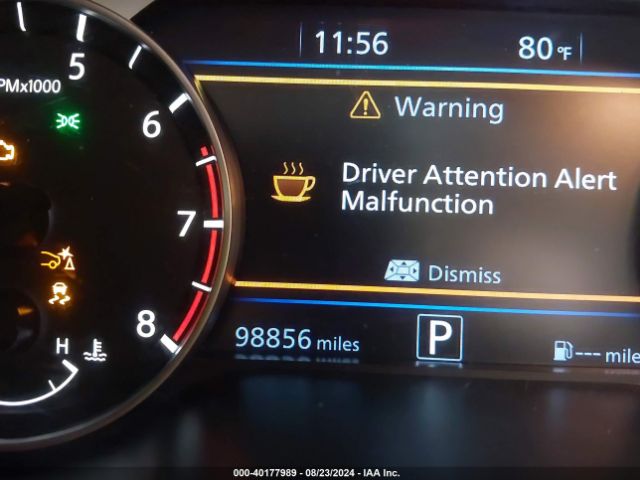 11:56 80 °F
5
PMx1000
Warning
6
Driver Attention Alert
Malfunction
7
Dismiss
8
98856 miles P --- mile
H
000-40177989 - 08/23/2024 - IAA Inc.